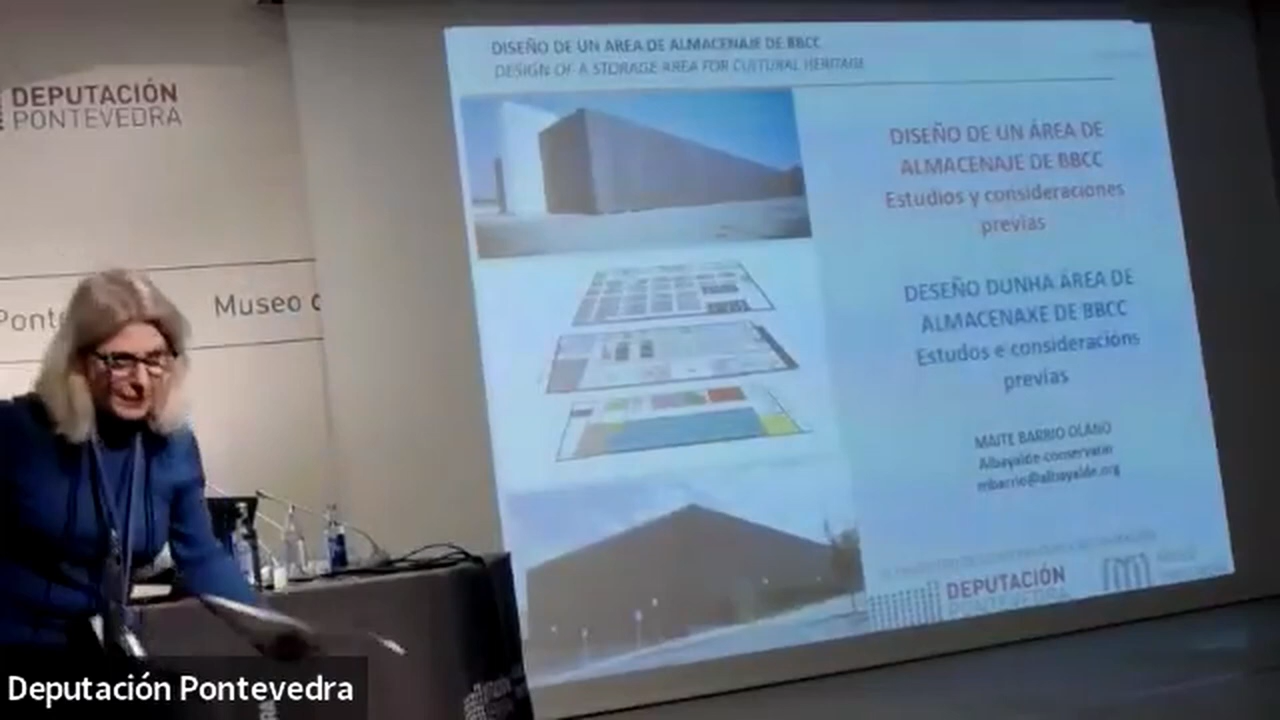 DEPUTACIÓN
PONTEVEDRA
Ponte
Museo
DISEÑO DE UN AREA DE ALMACENAJE DE BBCC
DESIGN OF A STORAGE AREA FOR CULTURAL HERITAGE
DISEÑO DE UN ÁREA DE
ALMACENAJE DE BBCC
Estudios y consideraciones
previas
DESEÑO DUNHA ÁREA DE
ALMACENAXE DE BBCC
Estudos e consideracións
previas
MAITE BARRIO OLANO
Albayalde-conservator
mbarrio@albayalde.org
DEPUTACIÓN
PONTEVEDRA
Deputación Pontevedra